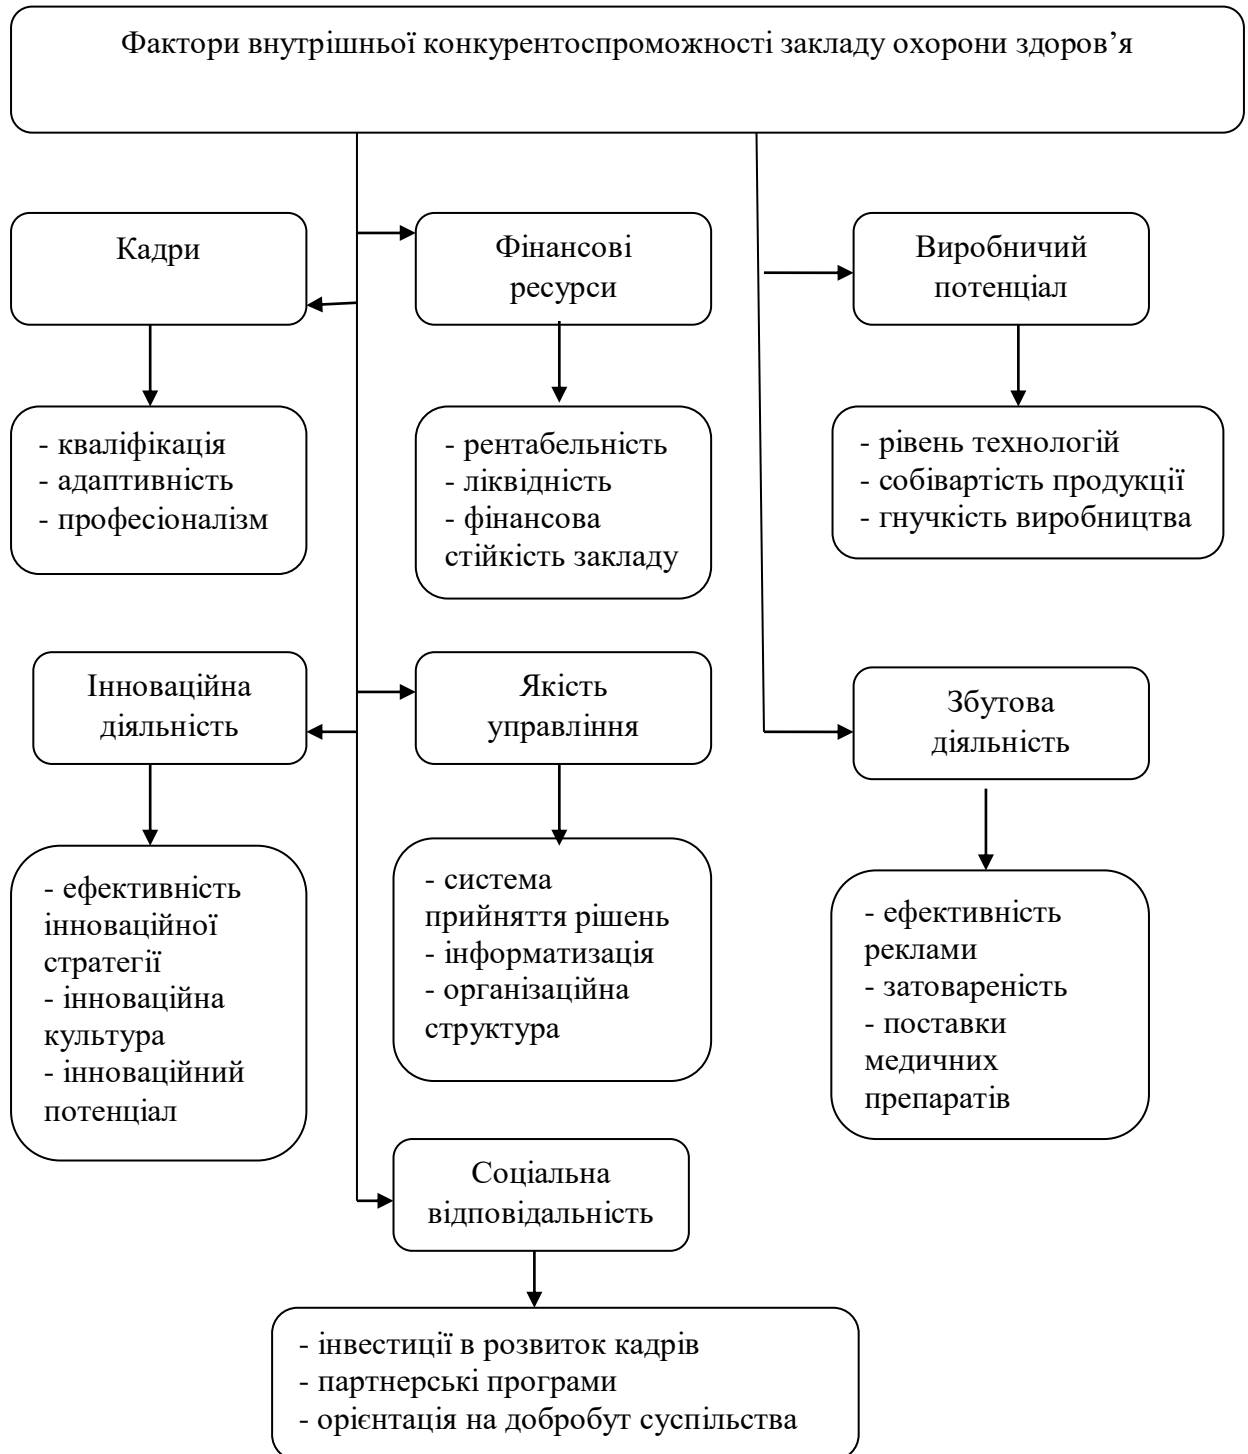 Фактори внутрішньої конкурентоспроможності закладу охорони здоров’я
Кадри
Фінансові
ресурси
Виробничий
потенціал
- кваліфікація
- адаптивність
- професіоналізм
- рентабельність
- ліквідність
- фінансова
стійкість закладу
- рівень технологій
- собівартість продукції
- гнучкість виробництва
Інноваційна
діяльність
Якість
управління
Збутова
діяльність
- ефективність
інноваційної
стратегії
- інноваційна
культура
- інноваційний
потенціал
- система
прийняття рішень
- інформатизація
- організаційна
структура
- ефективність
реклами
- затовареність
- поставки
медичних
препаратів
Соціальна
відповідальність
- інвестиції в розвиток кадрів
- партнерські програми
- орієнтація на добробут суспільства